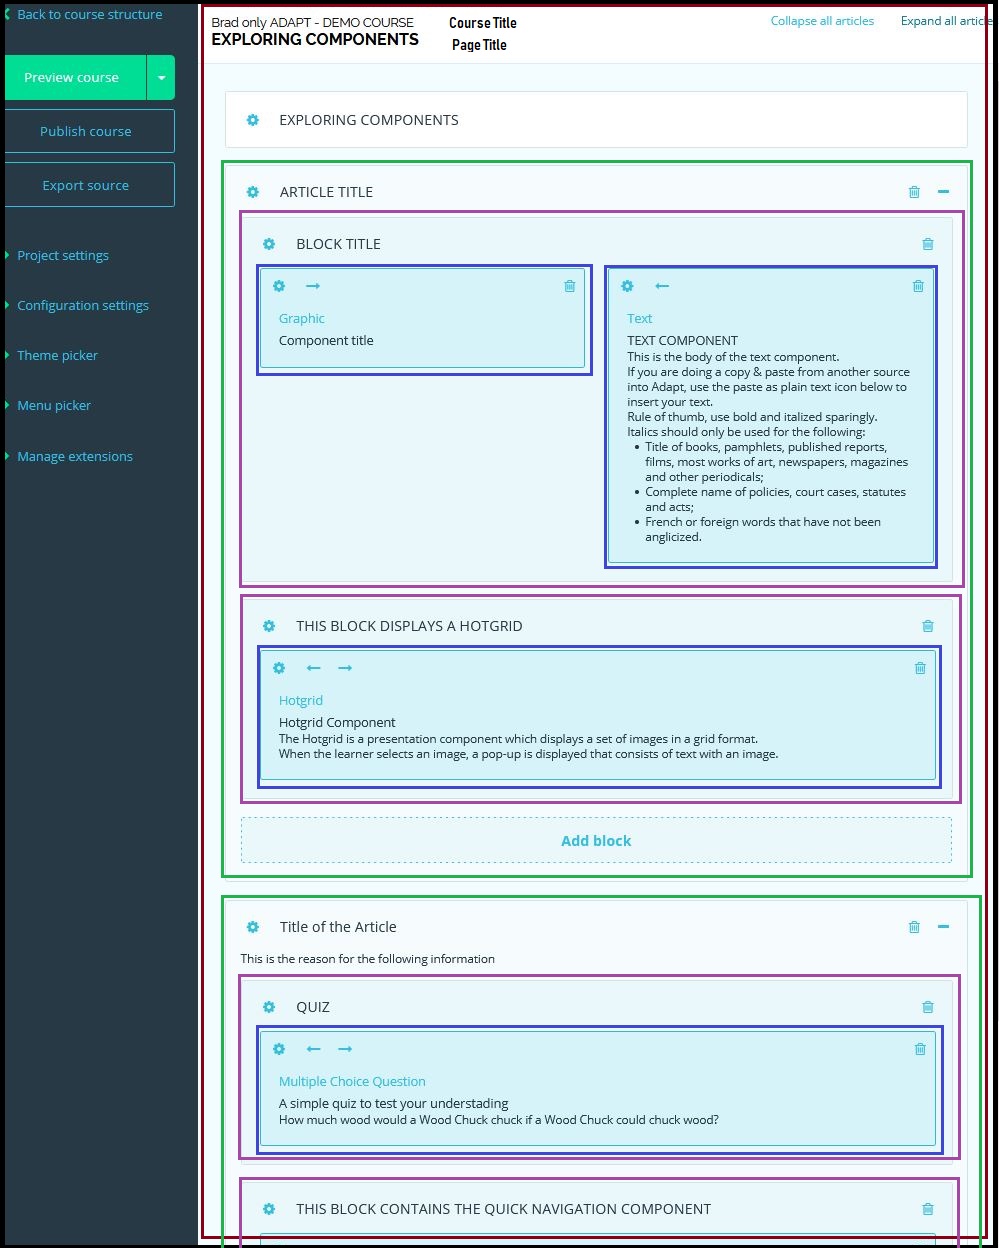 Back to course structure
Preview course
Publish course
Export source
Project settings
Configuration settings
Theme picker
Menu picker
Manage extensions
Brad only ADAPT - DEMO COURSE
EXPLORING COMPONENTS
Course Title
Page Title
Collapse all articles
Expand all article
EXPLORING COMPONENTS
ARTICLE TITLE
BLOCK TITLE
Graphic
Component title
Text
TEXT COMPONENT
This is the body of the text component.
If you are doing a copy & paste from another source
into Adapt, use the paste as plain text icon below to
insert your text.
Rule of thumb, use bold and italized sparingly.
Italics should only be used for the following:
• Title of books, pamphlets, published reports,
films, most works of art, newspapers, magazines
and other periodicals;
• Complete name of policies, court cases, statutes
and acts;
• French or foreign words that have not been
anglicized.
THIS BLOCK DISPLAYS A HOTGRID
Hotgrid
Hotgrid Component
The Hotgrid is a presentation component which displays a set of images in a grid format.
When the learner selects an image, a pop-up is displayed that consists of text with an image.
Add block
Title of the Article
This is the reason for the following information
QUIZ
Multiple Choice Question
A simple quiz to test your understading
How much wood would a Wood Chuck chuck if a Wood Chuck could chuck wood?
THIS BLOCK CONTAINS THE QUICK NAVIGATION COMPONENT